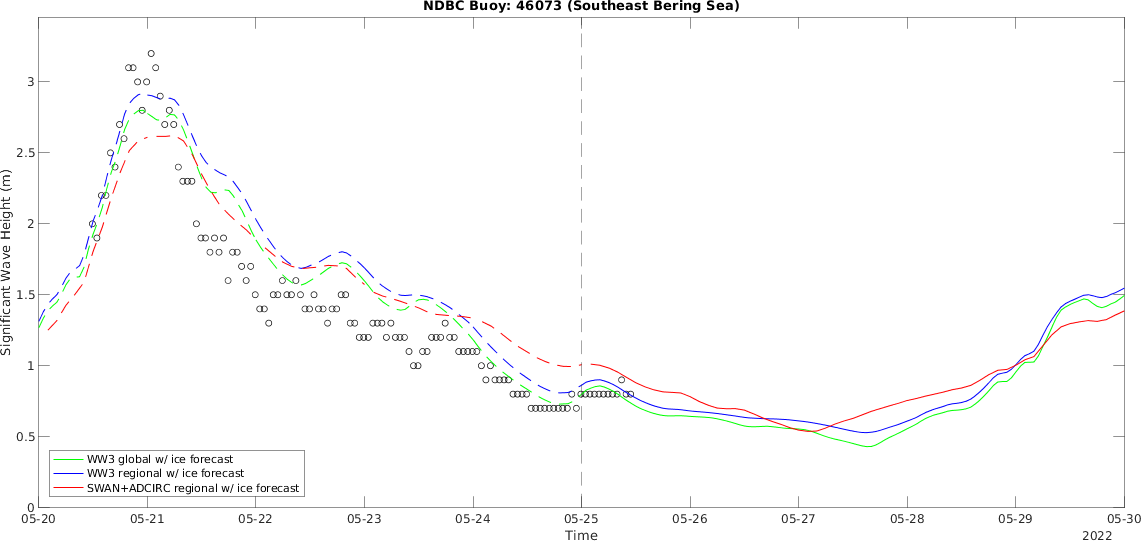 NDBC Buoy: 46073 (Southeast Bering Sea)
Significant Wave Height (m)
3
2.5
2
1.5
1
0.5
0
WW3 global w/ ice forecast
WW3 regional w/ ice forecast
SWAN+ADCIRC regional w/ ice forecast
05-20 05-21 05-22 05-23 05-24 05-25 05-26 05-27 05-28 05-29 05-30
Time
2022